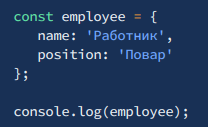 const employee = {
name: 'Работник',
position: 'Повар'
};
console.log(employee);